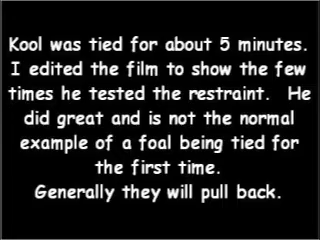 Kool was tied for about 5 minutes.
I edited the film to show the few
times he tested the restraint.  He
did great and is not the normal
example of a foal being tied for
the first time.
Generally they will pull back.